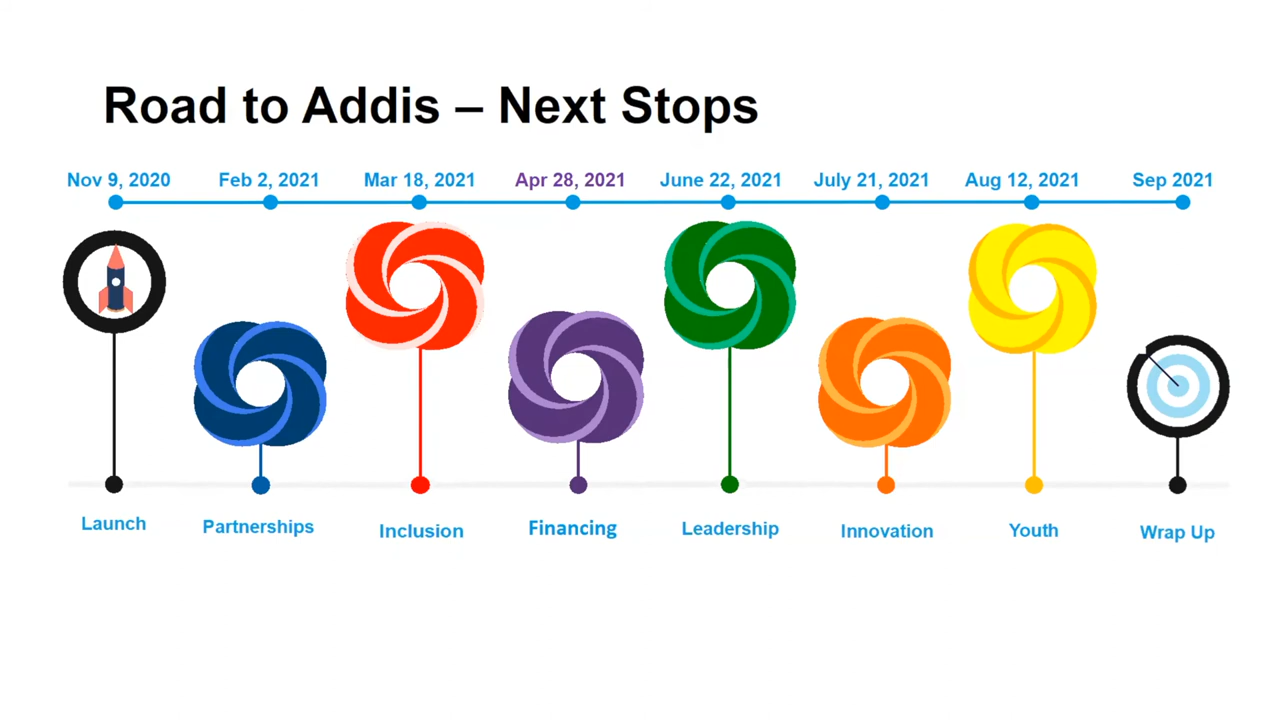 Road to Addis – Next Stops
Nov 9, 2020 Feb 2, 2021 Mar 18, 2021 Apr 28, 2021 June 22, 2021 July 21, 2021 Aug 12, 2021 Sep 2021
Launch Partnerships Inclusion Financing Leadership Innovation Youth Wrap Up